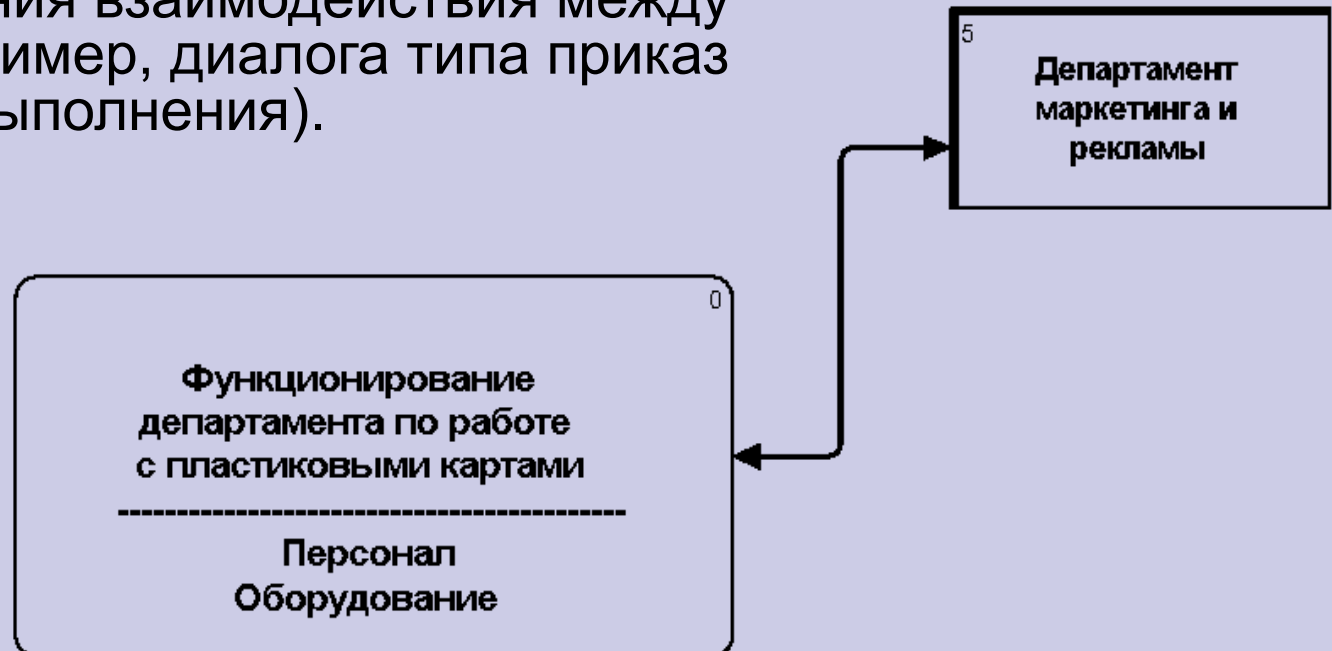 ния взаимодействия между
имер, диалога типа приказ
ыполнения).
5
Департамент
маркетинга и
рекламы
0
Функционирование
департамента по работе
с пластиковыми картами
Персонал
Оборудование